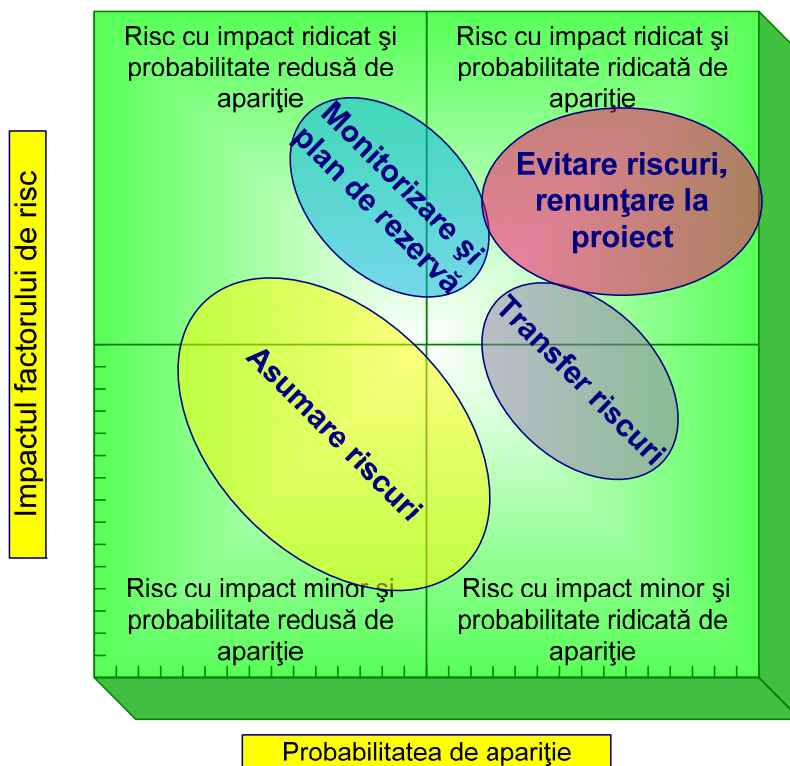 Risc cu impact ridicat şi
probabilitate redusă de
apariţie
Risc cu impact ridicat şi
probabilitate ridicată de
apariţie
Monitorizare şi
plan de rezervă
Evitare riscuri,
renunţare la
proiect
Impactul factorului de risc
Transfer riscuri
Asumare riscuri
Risc cu impact minor şi
probabilitate redusă de
apariţie
Risc cu impact minor şi
probabilitate ridicată de
apariţie
Probabilitatea de apariţie